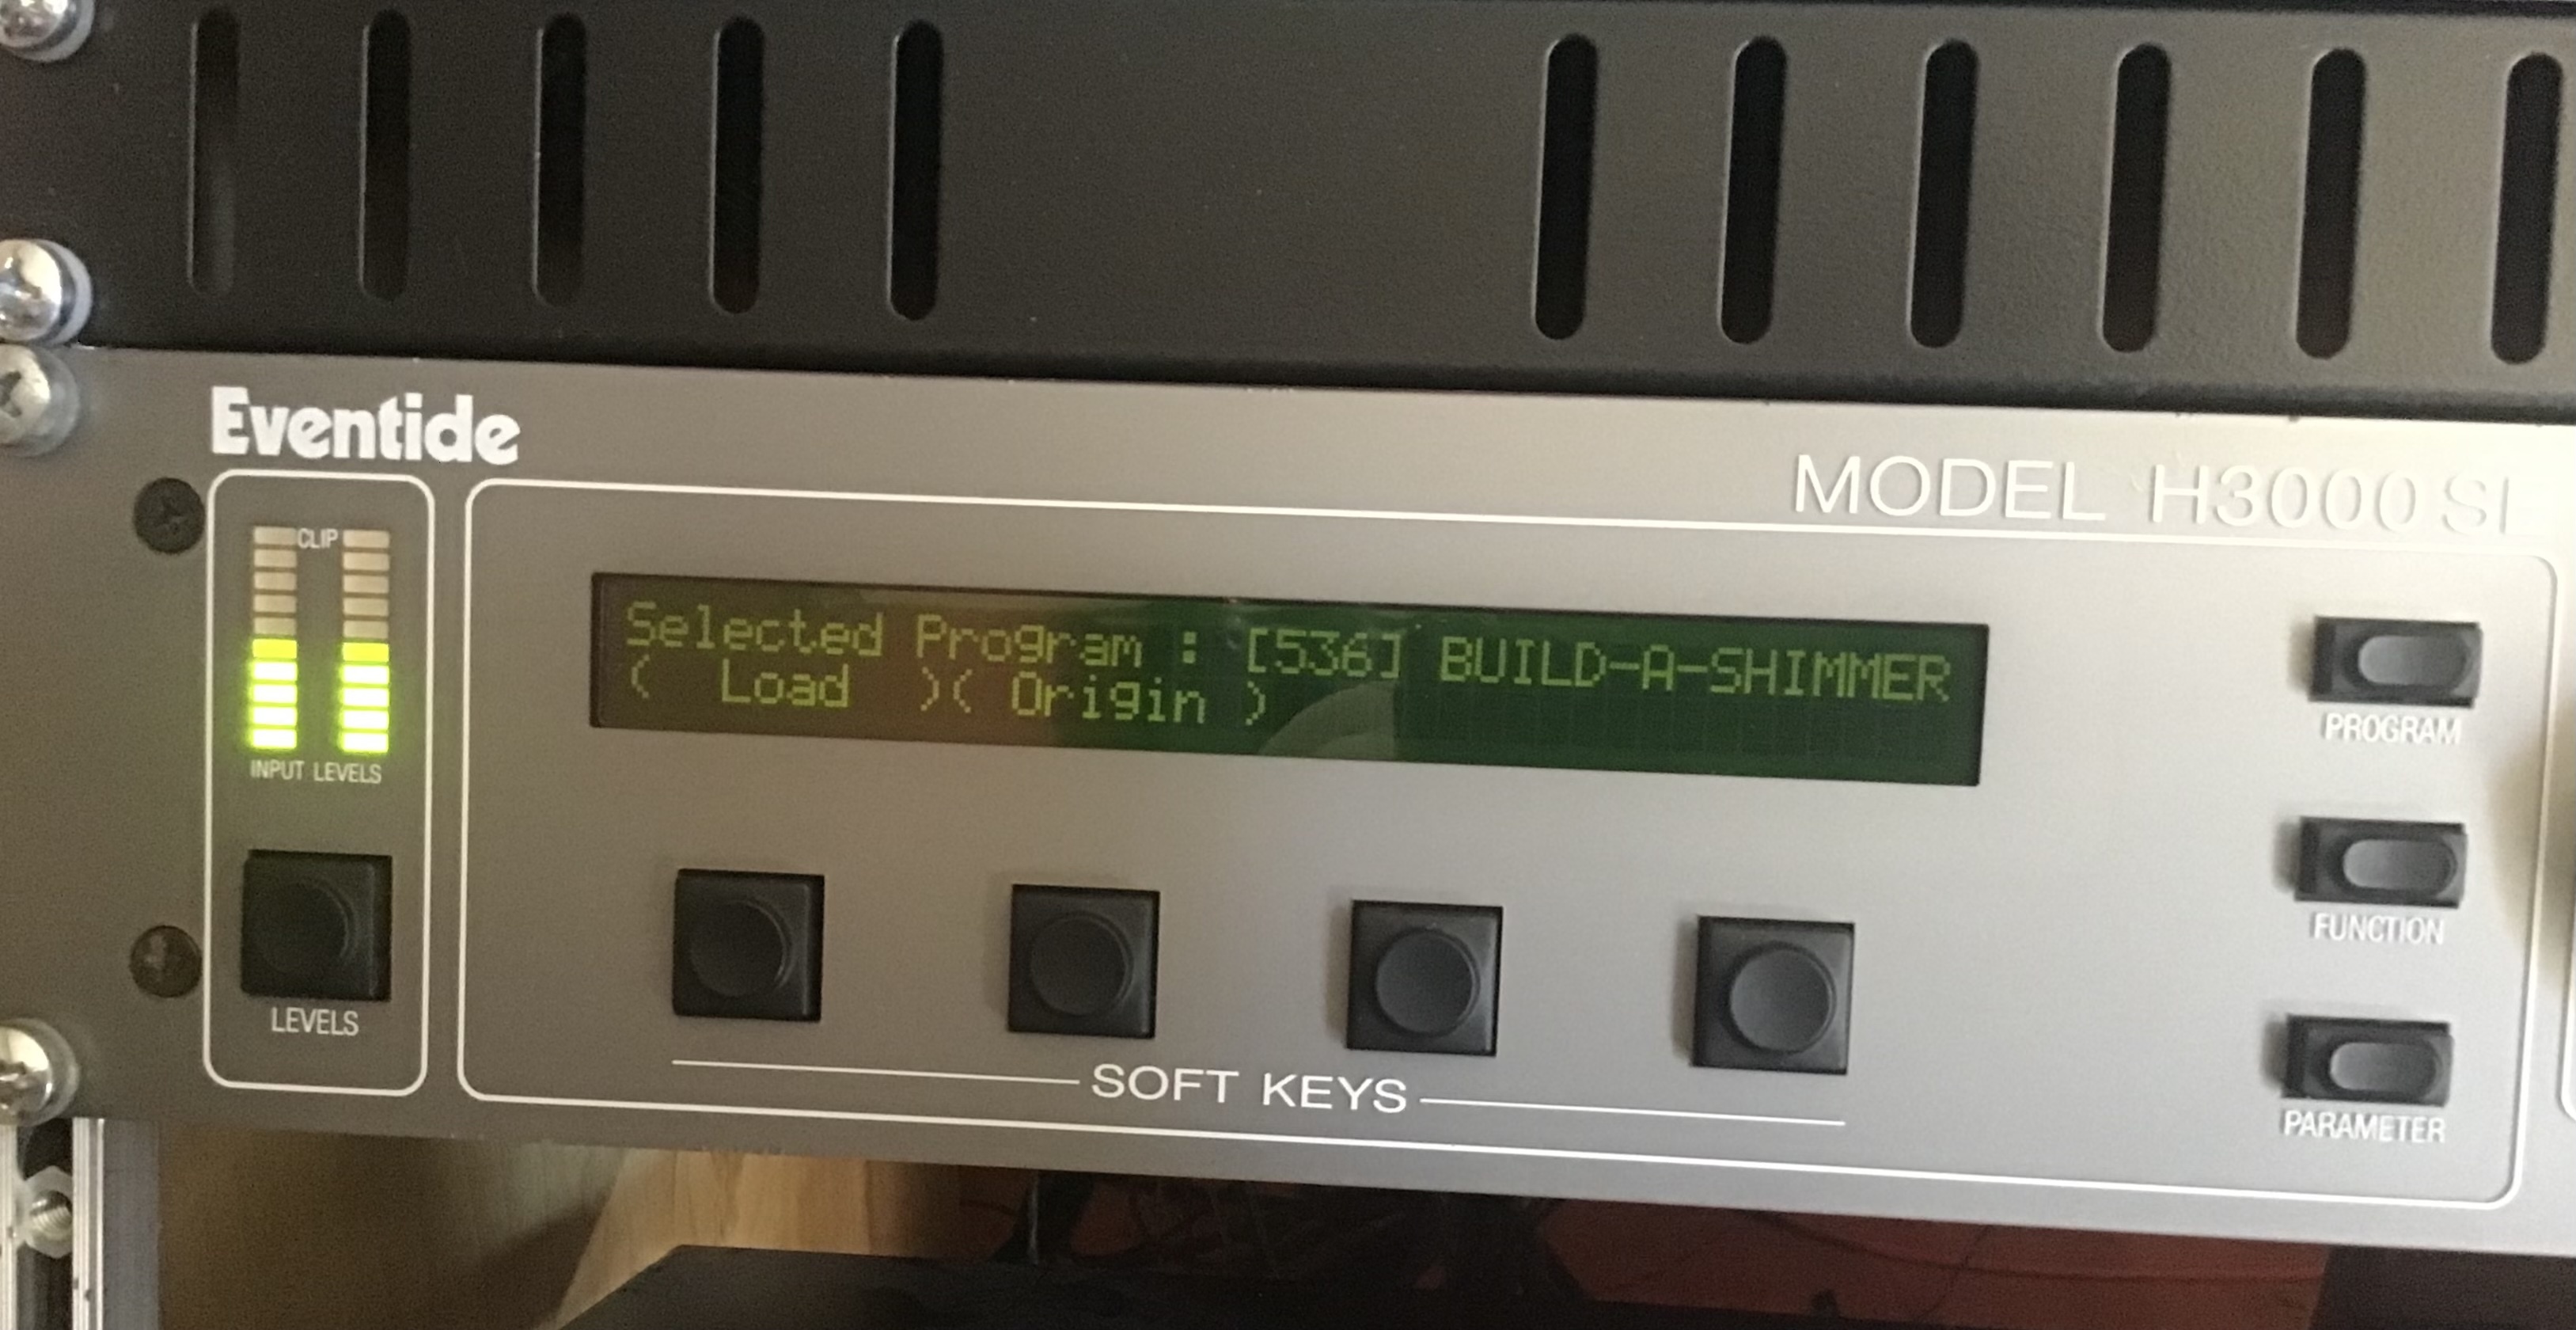 Eventide
MODEL H3000
CLIP
INPUT LEVELS
LEVELS
Selected Program : [536] BUILD-A-SHIMMER
( Load )( Origin )
SOFT KEYS
PROGRAM
FUNCTION
PARAMETER